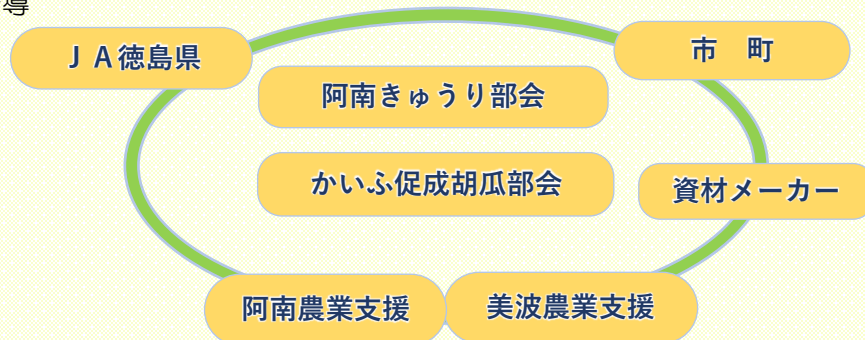 導
ＪＡ徳島県
市　町
阿南きゅうり部会
かいふ促成胡瓜部会
資材メーカー
阿南農業支援
美波農業支援